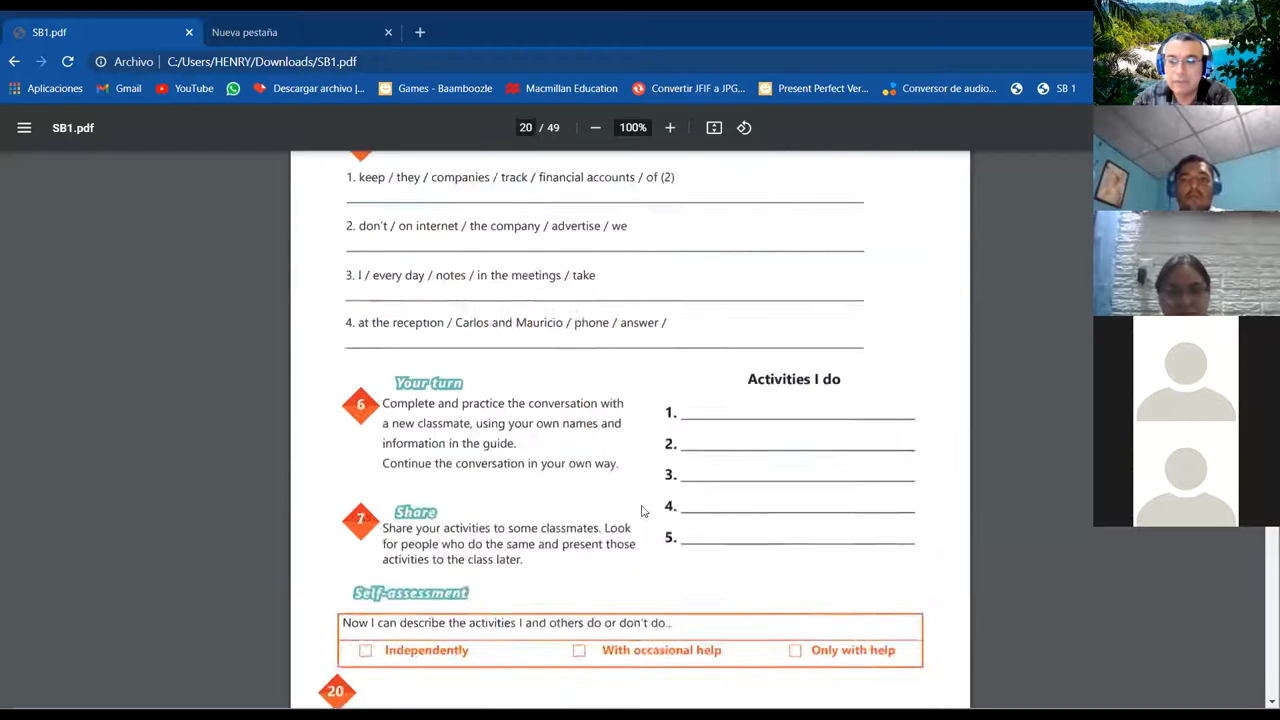 SB1.pdf
Nueva pestaña
Archivo C:/Users/HENRY/Downloads/SB1.pdf
Aplicaciones Gmail YouTube Descargar archivo |... Games - Baamboozle Macmillan Education Convertir JFIF a JPG... Present Perfect Ver... Conversor de audio... SB 1
SB1.pdf 20 / 49 100%
1. keep / they / companies / track / financial accounts / of (2)
2. don't / on internet / the company / advertise / we
3. I / every day / notes / in the meetings / take
4. at the reception / Carlos and Mauricio / phone / answer /
Your turn
6
Complete and practice the conversation with
a new classmate, using your own names and
information in the guide.
Continue the conversation in your own way.
7
Share
Share your activities to some classmates. Look
for people who do the same and present those
activities to the class later.
Activities I do
1.
2.
3.
4.
5.
Self-assessment
Now I can describe the activities I and others do or don't do...
Independently With occasional help Only with help
20